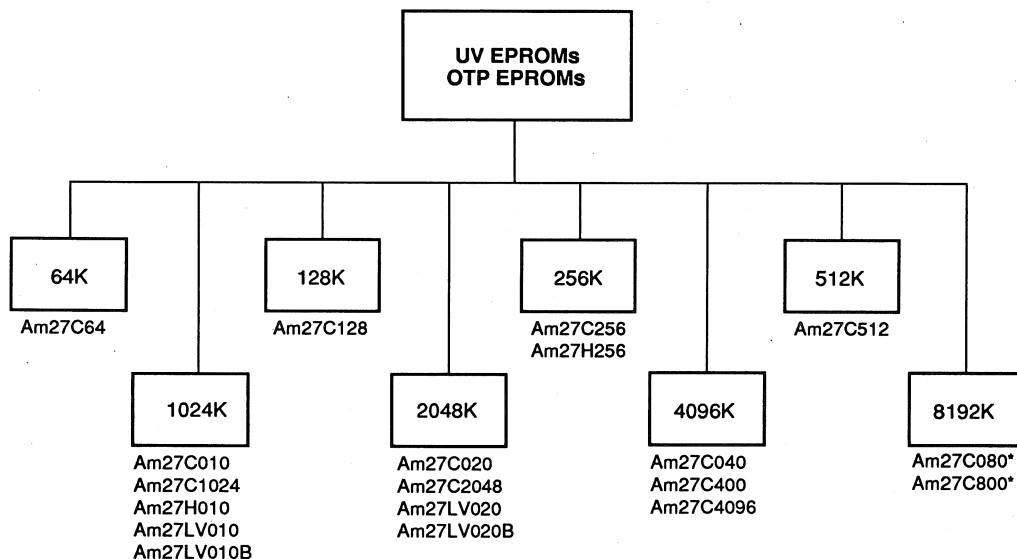 UV EPROMs
OTP EPROMs
64K
Am27C64
128K
Am27C128
256K
Am27C256
Am27H256
512K
Am27C512
1024K
Am27C010
Am27C1024
Am27H010
Am27LV010
Am27LV010B
2048K
Am27C020
Am27C2048
Am27LV020
Am27LV020B
4096K
Am27C040
Am27C400
Am27C4096
8192K
Am27C080*
Am27C800*